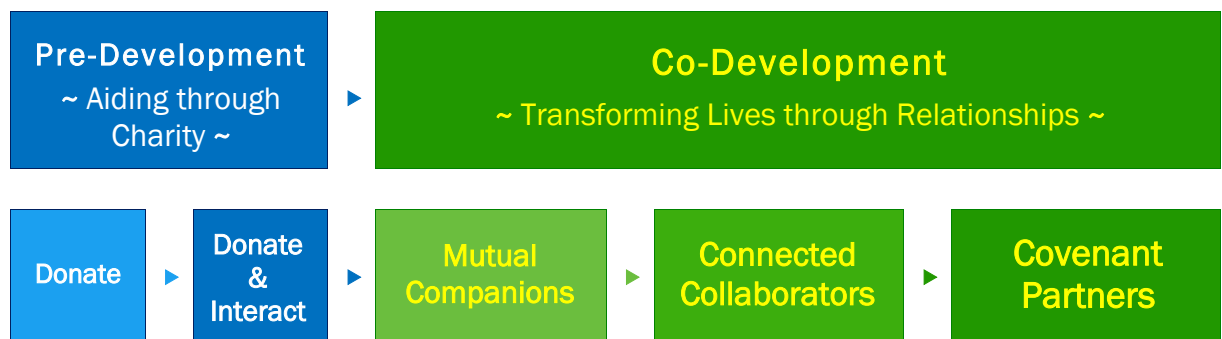 Pre-Development
~ Aiding through
Charity ~
Co-Development
~ Transforming Lives through Relationships ~
Donate
Donate
&
Interact
Mutual
Companions
Connected
Collaborators
Covenant
Partners